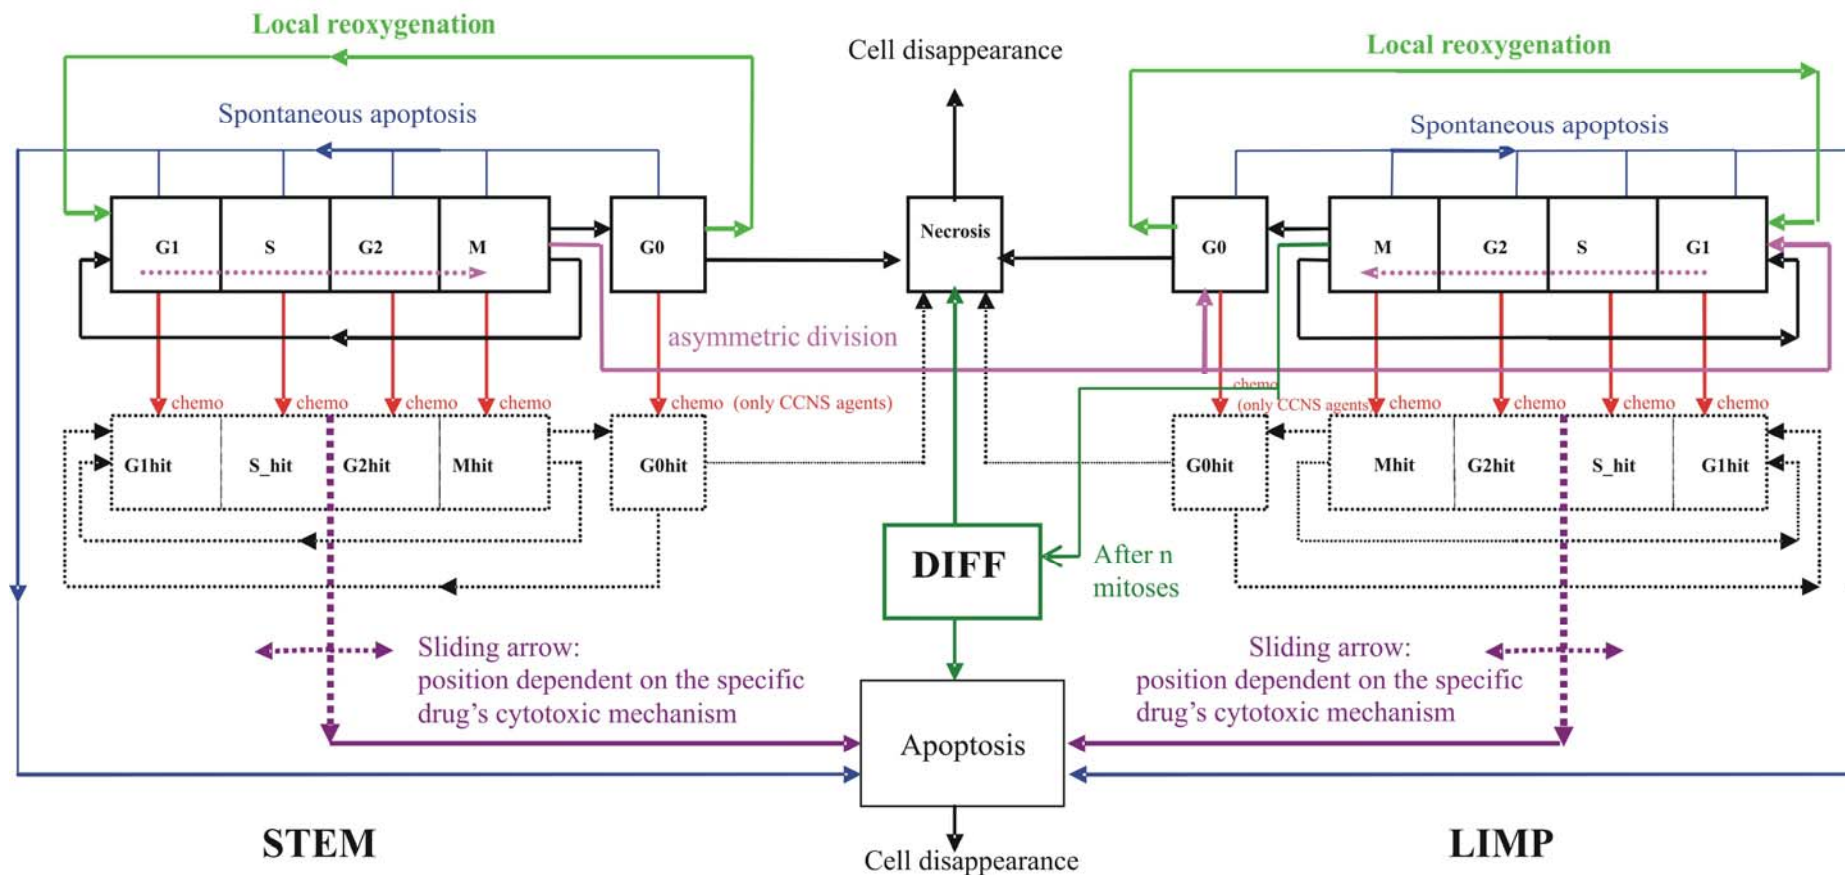 Local reoxygenation
Cell disappearance
Local reoxygenation
Spontaneous apoptosis
Spontaneous apoptosis
G1 S G2 M G0 Necrosis G0 M G2 S G1
asymmetric division
chemo chemo chemo chemo chemo (only CCNS agents)
chemo
(only CCNS agents) chemo chemo chemo chemo
G1hit S_hit G2hit Mhit G0hit G0hit Mhit G2hit S_hit G1hit
DIFF
After n
mitoses
Sliding arrow:
position dependent on the specific
drug’s cytotoxic mechanism
Sliding arrow:
position dependent on the specific
drug’s cytotoxic mechanism
Apoptosis
STEM
Cell disappearance
LIMP